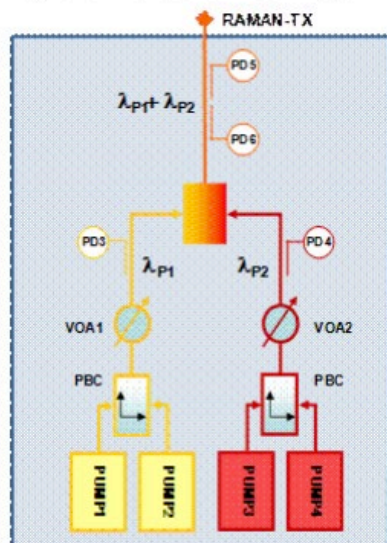 RAMAN-TX
PD5
λP1+ λP2
PD6
PD3
PD4
λP1
λP2
VOA1
VOA2
PBC
PBC
PUMP1
PUMP2
PUMP3
PUMP4